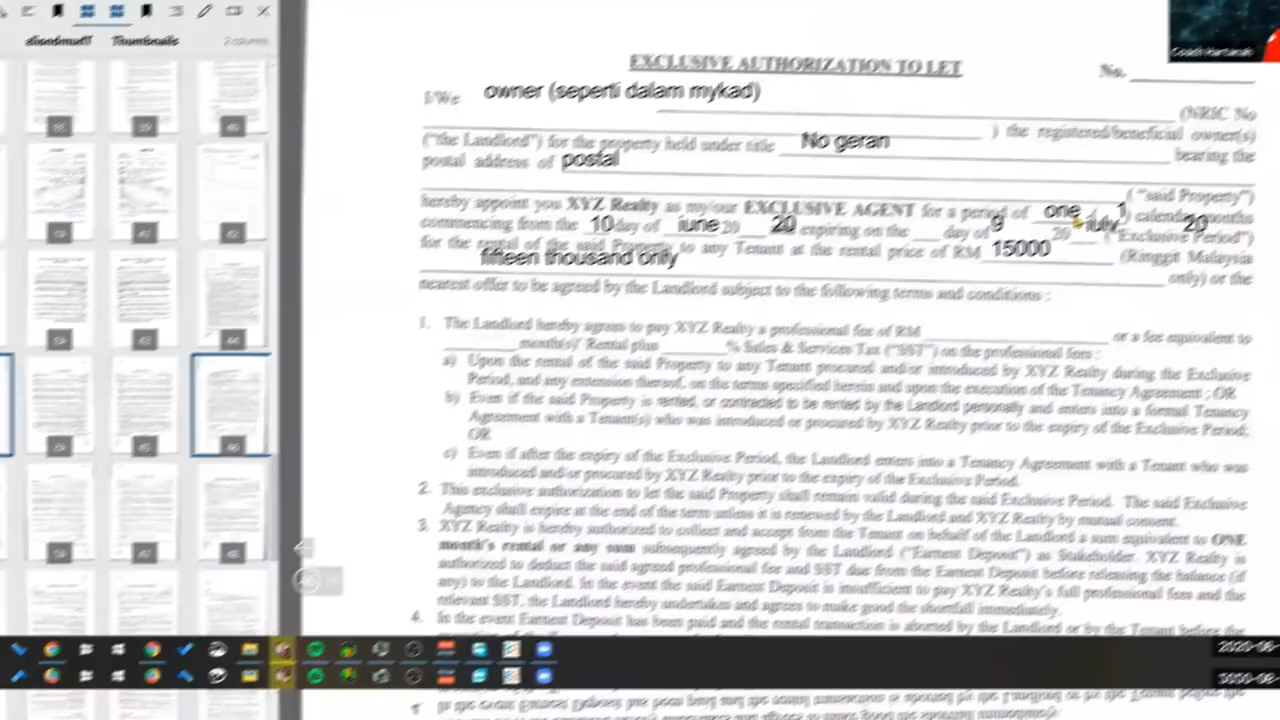 Thumbnails
2 columns
EXCLUSIVE AUTHORIZATION TO LET
No.
I/We owner (seperti dalam mykad)
(NRIC No
) the registered/beneficial owner(s)
("the Landlord") for the property held under title No geran bearing the
postal address of postal
("said Property")
hereby appoint you XYZ Realty as my/our EXCLUSIVE AGENT for a period of one 1) calendar months
commencing from the 10 day of june 20 20 expiring on the day of 9 july 20 20 ("Exclusive Period")
for the rental of the said Property to any Tenant at the rental price of RM 15000 (Ringgit Malaysia
fifteen thousand only only) or the
nearest offer to be agreed by the Landlord subject to the following terms and conditions :
1. The Landlord hereby agrees to pay XYZ Realty a professional fee of RM or a fee equivalent to
month(s)' Rental plus % Sales & Services Tax ("SST") on the professional fees :
a) Upon the rental of the said Property to any Tenant procured and/or introduced by XYZ Realty during the Exclusive
Period, and any extension thereof, on the terms specified herein and upon the execution of the Tenancy Agreement ; OR
b) Even if the said Property is rented, or contracted to be rented by the Landlord personally and enters into a formal Tenancy
Agreement with a Tenant(s) who was introduced or procured by XYZ Realty prior to the expiry of the Exclusive Period;
OR
c) Even if after the expiry of the Exclusive Period, the Landlord enters into a Tenancy Agreement with a Tenant who was
introduced and/or procured by XYZ Realty prior to the expiry of the Exclusive Period.
2. This exclusive authorization to let the said Property shall remain valid during the said Exclusive Period. The said Exclusive
Agency shall expire at the end of the term unless it is renewed by the Landlord and XYZ Realty by mutual consent.
3. XYZ Realty is hereby authorized to collect and accept from the Tenant on behalf of the Landlord a sum equivalent to ONE
month's rental or any sum subsequently agreed by the Landlord ("Earnest Deposit") as Stakeholder. XYZ Realty is
authorized to deduct the said agreed professional fee and SST due from the Earnest Deposit before releasing the balance (if
any) to the Landlord. In the event the said Earnest Deposit is insufficient to pay XYZ Realty's full professional fees and the
relevant SST, the Landlord hereby undertakes and agrees to make good the shortfall immediately.
4. In the event Earnest Deposit has been paid and the rental transaction is aborted by the Landlord or by the Tenant before the
2020-06-